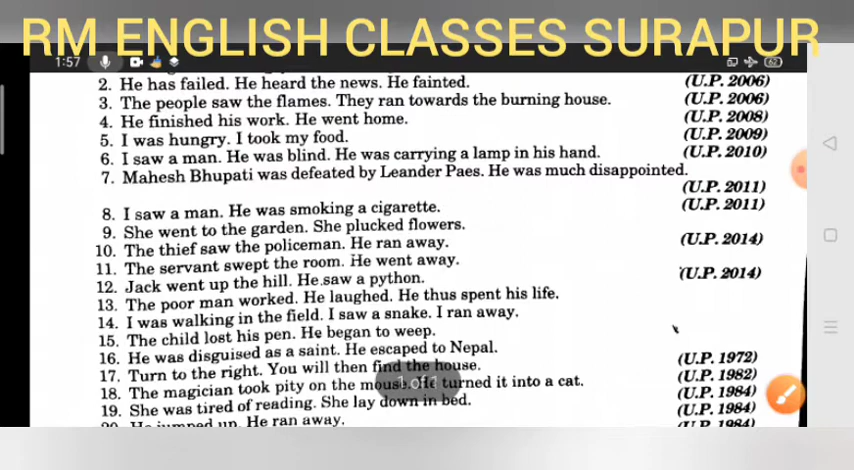 RM ENGLISH CLASSES SURAPUR
1:57 62
2. He has failed. He heard the news. He fainted. (U.P. 2006)
3. The people saw the flames. They ran towards the burning house. (U.P. 2006)
4. He finished his work. He went home. (U.P. 2008)
5. I was hungry. I took my food. (U.P. 2009)
6. I saw a man. He was blind. He was carrying a lamp in his hand. (U.P. 2010)
7. Mahesh Bhupati was defeated by Leander Paes. He was much disappointed.
(U.P. 2011)
8. I saw a man. He was smoking a cigarette. (U.P. 2011)
9. She went to the garden. She plucked flowers.
10. The thief saw the policeman. He ran away. (U.P. 2014)
11. The servant swept the room. He went away.
12. Jack went up the hill. He saw a python. (U.P. 2014)
13. The poor man worked. He laughed. He thus spent his life.
14. I was walking in the field. I saw a snake. I ran away.
15. The child lost his pen. He began to weep.
16. He was disguised as a saint. He escaped to Nepal.
17. Turn to the right. You will then find the house. (U.P. 1972)
18. The magician took pity on the mouse. He turned it into a cat. (U.P. 1982)
1 of 1
19. She was tired of reading. She lay down in bed. (U.P. 1984)
20. He jumped up. He ran away. (U.P. 1984)
(U.P. 1984)